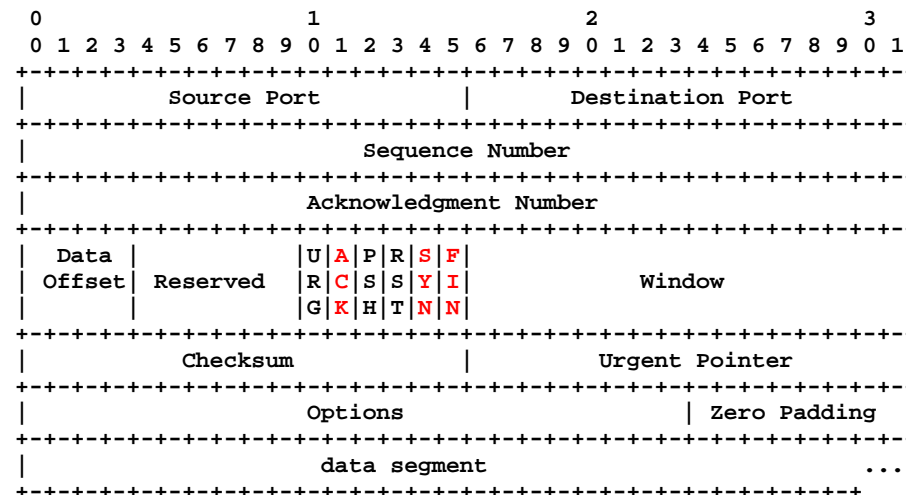 0                   1                   2                   3
 0 1 2 3 4 5 6 7 8 9 0 1 2 3 4 5 6 7 8 9 0 1 2 3 4 5 6 7 8 9 0 1
+-+-+-+-+-+-+-+-+-+-+-+-+-+-+-+-+-+-+-+-+-+-+-+-+-+-+-+-+-+-+-+-
|          Source Port          |       Destination Port
+-+-+-+-+-+-+-+-+-+-+-+-+-+-+-+-+-+-+-+-+-+-+-+-+-+-+-+-+-+-+-+-
|                        Sequence Number
+-+-+-+-+-+-+-+-+-+-+-+-+-+-+-+-+-+-+-+-+-+-+-+-+-+-+-+-+-+-+-+-
|                    Acknowledgment Number
+-+-+-+-+-+-+-+-+-+-+-+-+-+-+-+-+-+-+-+-+-+-+-+-+-+-+-+-+-+-+-+-
|  Data |           |U|A|P|R|S|F|
| Offset| Reserved  |R|C|S|S|Y|I|            Window
|       |           |G|K|H|T|N|N|
+-+-+-+-+-+-+-+-+-+-+-+-+-+-+-+-+-+-+-+-+-+-+-+-+-+-+-+-+-+-+-+-
|           Checksum            |         Urgent Pointer
+-+-+-+-+-+-+-+-+-+-+-+-+-+-+-+-+-+-+-+-+-+-+-+-+-+-+-+-+-+-+-+-
|                    Options                    | Zero Padding
+-+-+-+-+-+-+-+-+-+-+-+-+-+-+-+-+-+-+-+-+-+-+-+-+-+-+-+-+-+-+-+-
|                     data segment                           ...
+-+-+-+-+-+-+-+-+-+-+-+-+-+-+-+-+-+-+-+-+-+-+-+-+-+-+-+-+-+-+